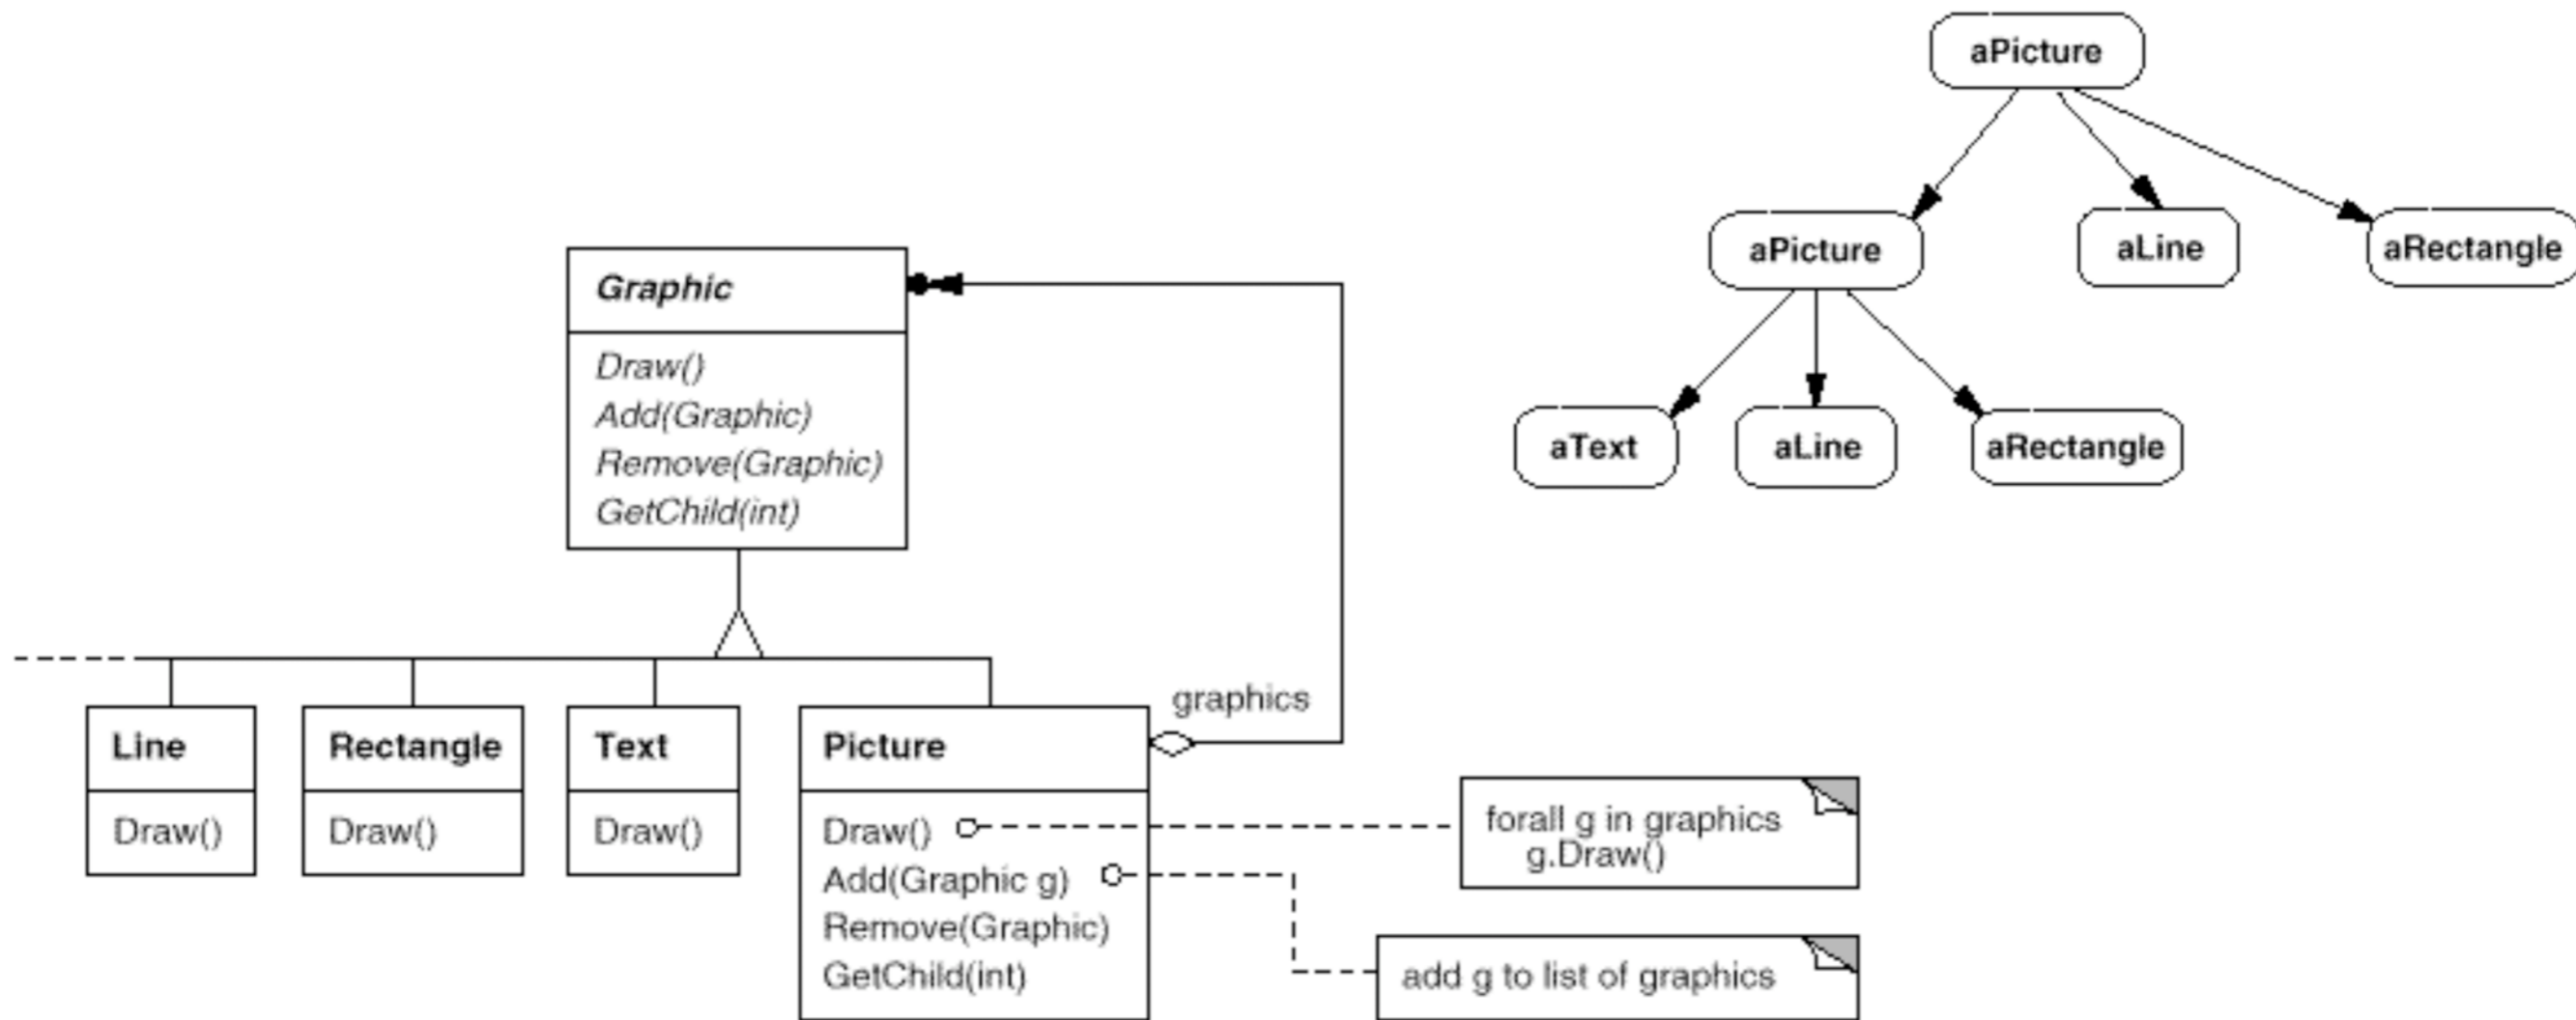 aPicture
aPicture
aLine
aRectangle
aText
aLine
aRectangle
Graphic
Draw()
Add(Graphic)
Remove(Graphic)
GetChild(int)
graphics
Line
Draw()
Rectangle
Draw()
Text
Draw()
Picture
Draw()
Add(Graphic g)
Remove(Graphic)
GetChild(int)
forall g in graphics
g.Draw()
add g to list of graphics